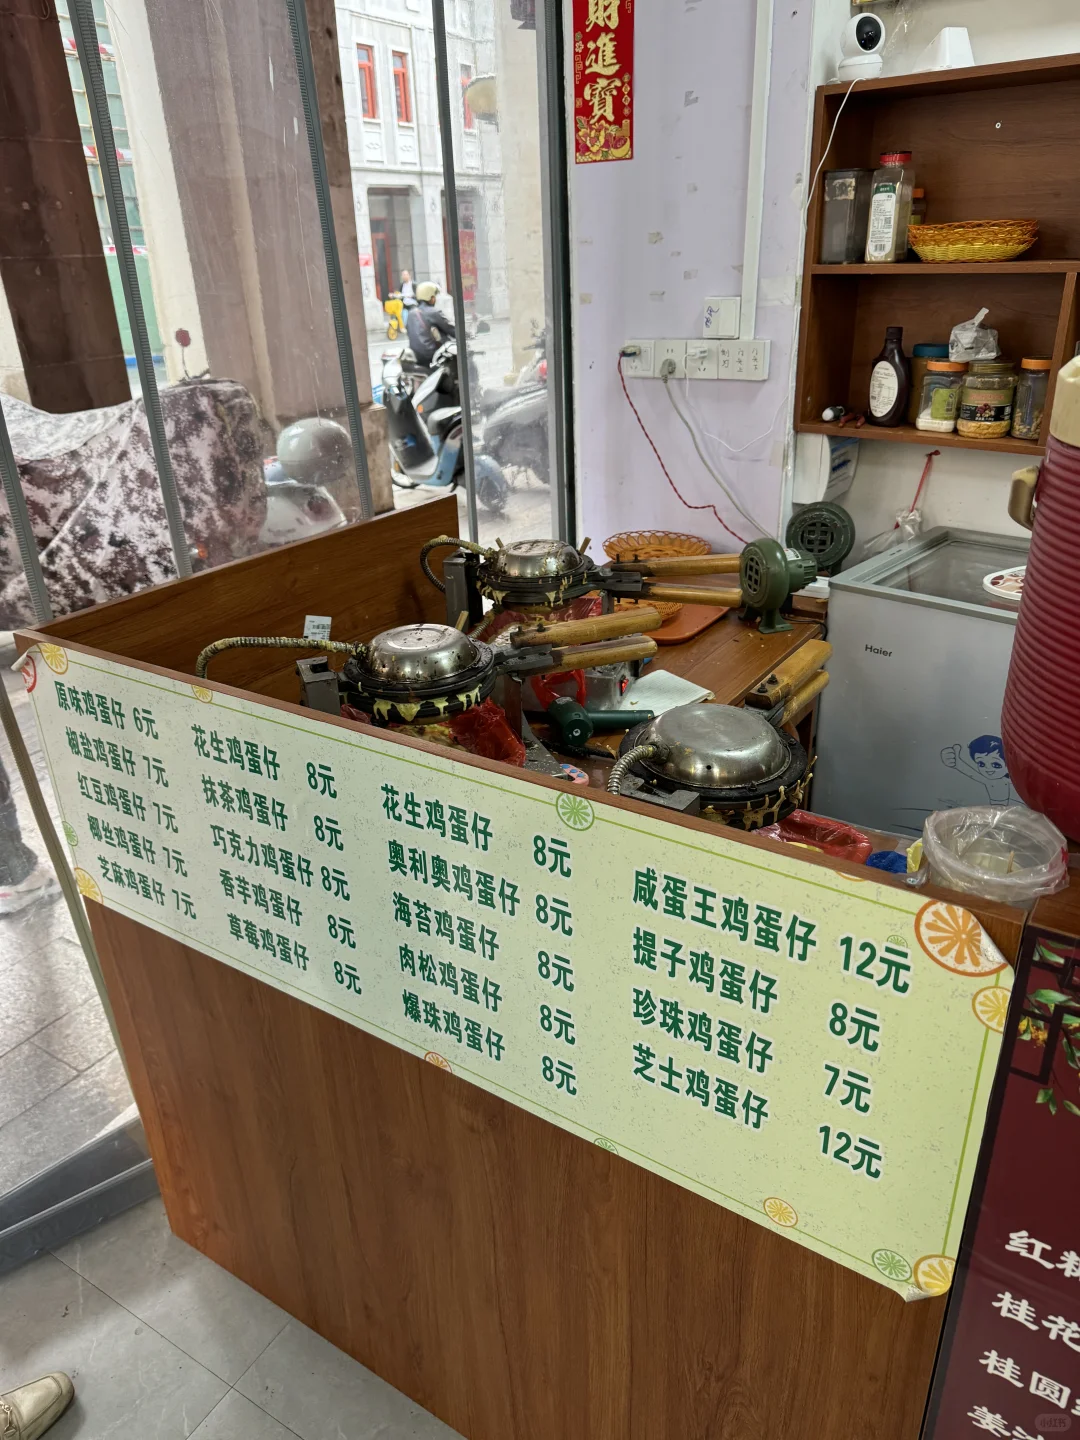 財進寶
Haier
原味鸡蛋仔 6元
椒盐鸡蛋仔 7元
红豆鸡蛋仔 7元
椰丝鸡蛋仔 7元
芝麻鸡蛋仔 7元
花生鸡蛋仔 8元
抹茶鸡蛋仔 8元
巧克力鸡蛋仔 8元
香芋鸡蛋仔 8元
草莓鸡蛋仔 8元
花生鸡蛋仔 8元
奥利奥鸡蛋仔 8元
海苔鸡蛋仔 8元
肉松鸡蛋仔 8元
爆珠鸡蛋仔 8元
咸蛋王鸡蛋仔 12元
提子鸡蛋仔 8元
珍珠鸡蛋仔 7元
芝士鸡蛋仔 12元
红糖
桂花
桂圆
姜
小红书